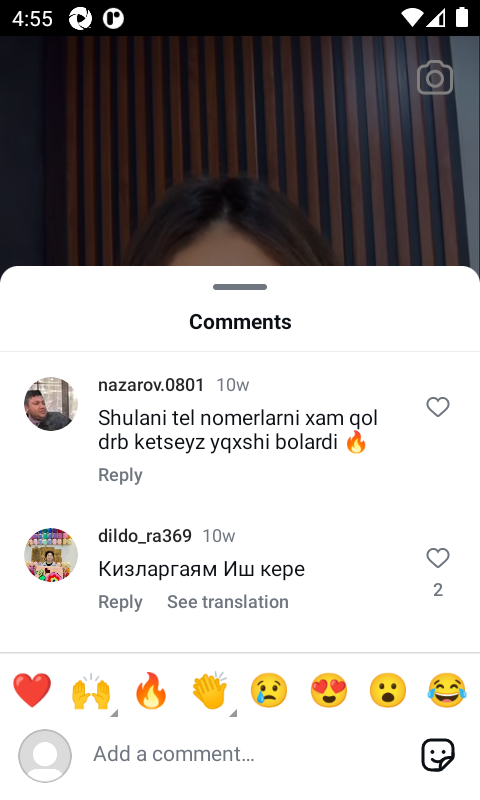 4:55
Comments
nazarov.0801 10w
Shulani tel nomerlarni xam qol
drb ketseyz yqxshi bolardi 🔥
Reply
dildo_ra369 10w
Кизларгаям Иш кере
2
Reply See translation
Add a comment…